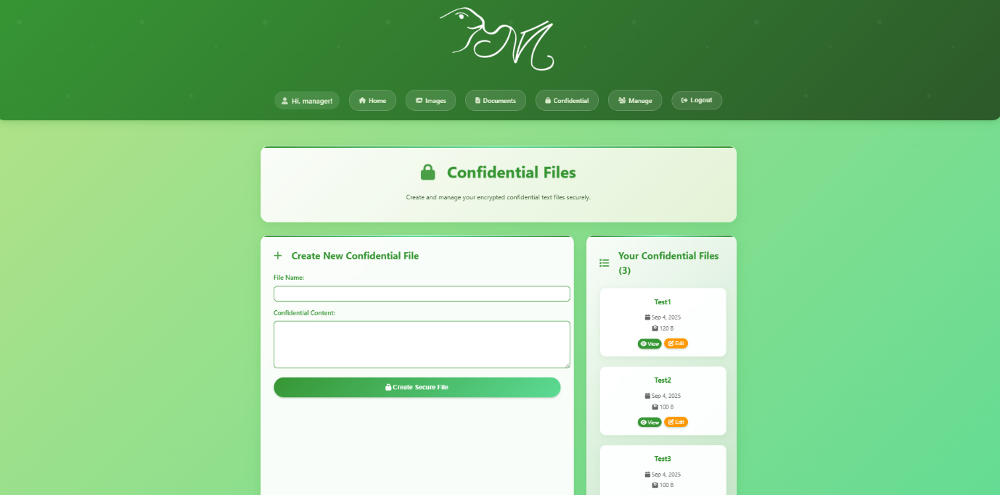 Hi, manager!
Home
Images
Documents
Confidential
Manage
Logout
Confidential Files
Create and manage your encrypted confidential text files securely.
Create New Confidential File
File Name:
Confidential Content:
Create Secure File
Your Confidential Files
(3)
Test1
Sep 4, 2025
120 B
View
Edit
Test2
Sep 4, 2025
100 B
View
Edit
Test3
Sep 4, 2025
100 B